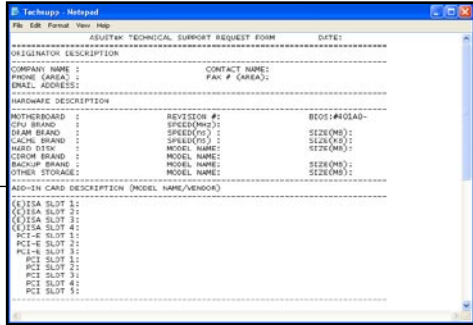 Techsupp - Notepad
File Edit Format View Help
ASUSTeK TECHNICAL SUPPORT REQUEST FORM DATE:
ORIGINATOR DESCRIPTION
COMPANY NAME : CONTACT NAME:
PHONE (AREA) : FAX # (AREA):
EMAIL ADDRESS:
HARDWARE DESCRIPTION
MOTHERBOARD : REVISION #: BIOS:#401A0-
CPU BRAND : SPEED(MHz):
DRAM BRAND : SPEED(ns) : SIZE(MB):
CACHE BRAND : SPEED(ns) : SIZE(KB):
HARD DISK : MODEL NAME: SIZE(MB):
CDROM BRAND : MODEL NAME:
BACKUP BRAND : MODEL NAME: SIZE(MB):
OTHER STORAGE: MODEL NAME: SIZE(MB):
ADD-IN CARD DESCRIPTION (MODEL NAME/VENDOR)
(E)ISA SLOT 1:
(E)ISA SLOT 2:
(E)ISA SLOT 3:
(E)ISA SLOT 4:
PCI-E SLOT 1:
PCI-E SLOT 2:
PCI-E SLOT 3:
PCI SLOT 1:
PCI SLOT 2:
PCI SLOT 3:
PCI SLOT 4:
PCI SLOT 5: